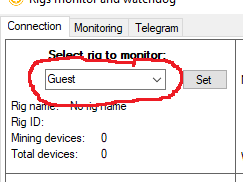 Rigs monitor and watchdog
Connection Monitoring Telegram
Select rig to monitor:
Guest Set
Rig name: No rig name
Rig ID:
Mining devices: 0
Total devices: 0